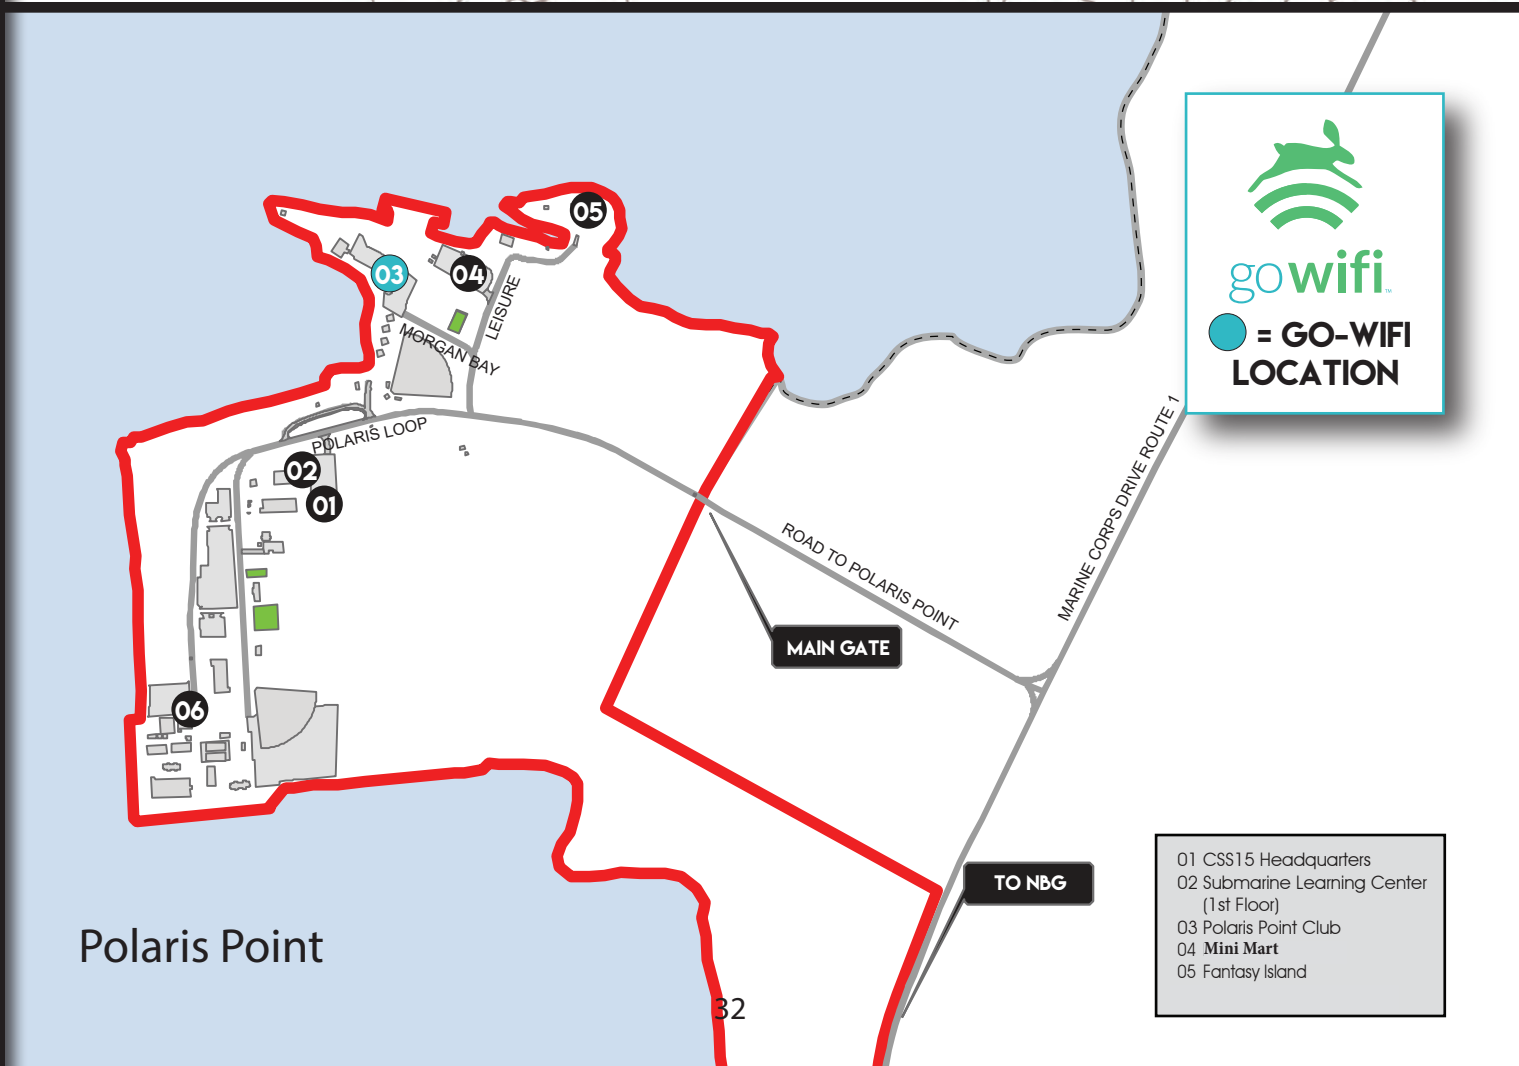 05
03
04
LEISURE
MORGAN BAY
POLARIS LOOP
02
01
06
ROAD TO POLARIS POINT
MARINE CORPS DRIVE ROUTE 1
MAIN GATE
TO NBG
go wifi™
= GO-WIFI
LOCATION
01 CSS15 Headquarters
02 Submarine Learning Center
(1st Floor)
03 Polaris Point Club
04 Mini Mart
05 Fantasy Island
Polaris Point
32